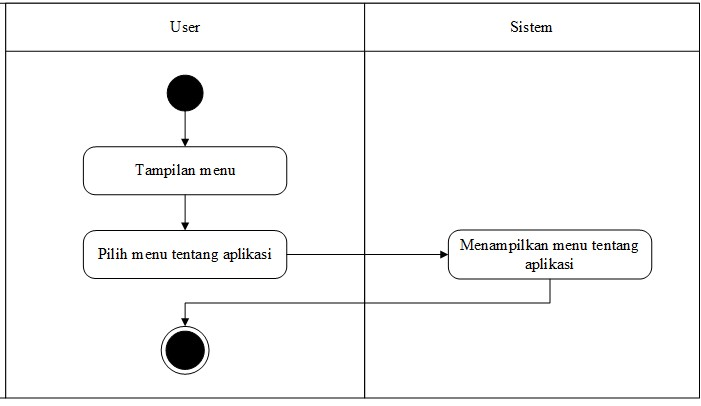 User
Sistem
Tampilan menu
Pilih menu tentang aplikasi
Menampilkan menu tentang
aplikasi